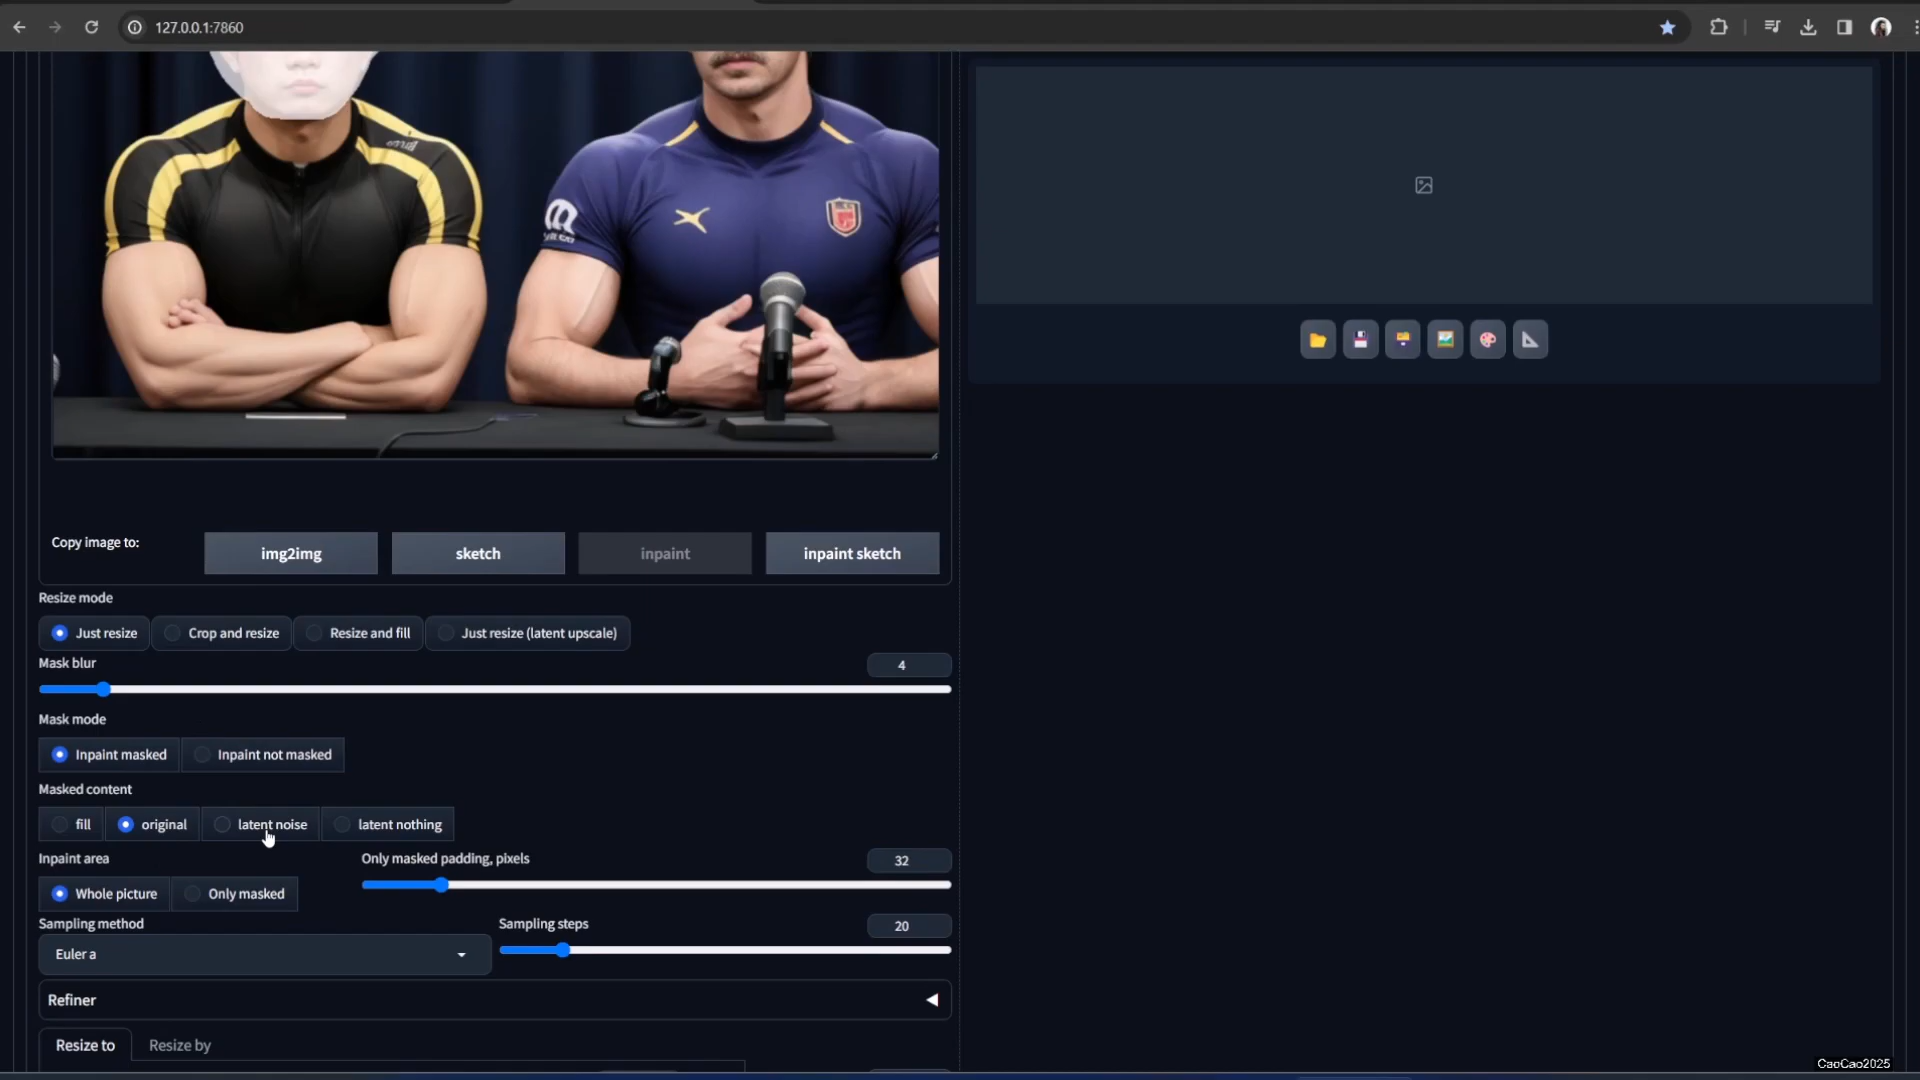 127.0.0.1:7860
Copy image to:
img2img
sketch
inpaint
inpaint sketch
Resize mode
Just resize
Crop and resize
Resize and fill
Just resize (latent upscale)
Mask blur
4
Mask mode
Inpaint masked
Inpaint not masked
Masked content
fill
original
latent noise
latent nothing
Inpaint area
Only masked padding, pixels
32
Whole picture
Only masked
Sampling method
Sampling steps
20
Euler a
Refiner
Resize to
Resize by
CaoCao2025